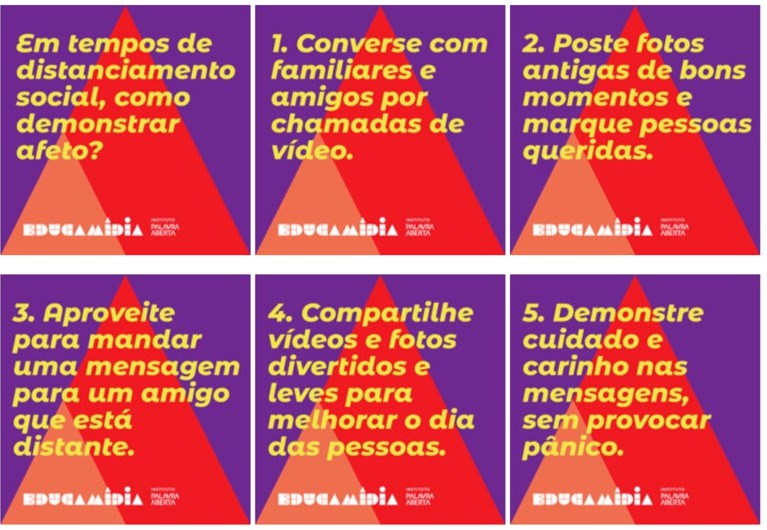 Em tempos de
distanciamento
social, como
demonstrar
afeto?
EDUCAMÍDIA
INSTITUTO
PALAVRA
ABERTA
1. Converse com
familiares e
amigos por
chamadas de
vídeo.
EDUCAMÍDIA
INSTITUTO
PALAVRA
ABERTA
2. Poste fotos
antigas de bons
momentos e
marque pessoas
queridas.
EDUCAMÍDIA
INSTITUTO
PALAVRA
ABERTA
3. Aproveite
para mandar
uma mensagem
para um amigo
que está
distante.
EDUCAMÍDIA
INSTITUTO
PALAVRA
ABERTA
4. Compartilhe
vídeos e fotos
divertidos e
leves para
melhorar o dia
das pessoas.
EDUCAMÍDIA
INSTITUTO
PALAVRA
ABERTA
5. Demonstre
cuidado e
carinho nas
mensagens,
sem provocar
pânico.
EDUCAMÍDIA
INSTITUTO
PALAVRA
ABERTA